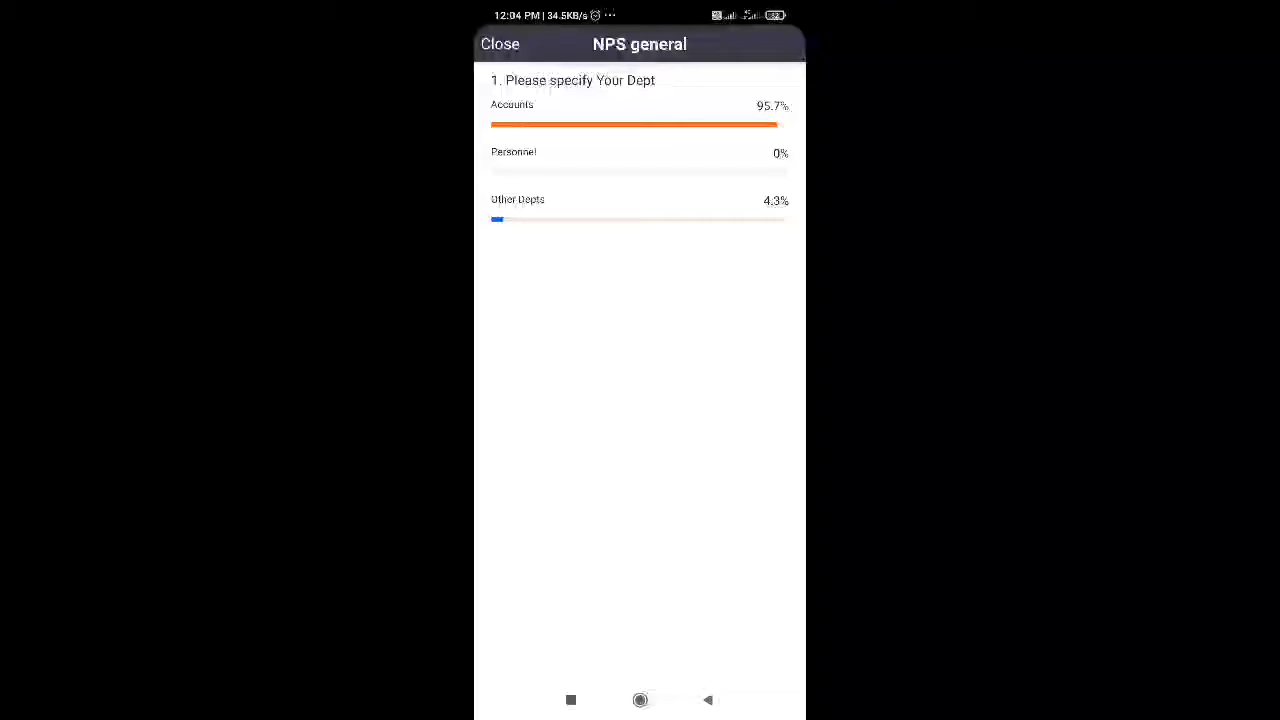 12:04 PM | 34.5KB/s ...
Close
NPS general
1. Please specify Your Dept
Accounts 95.7%
Personnel 0%
Other Depts 4.3%